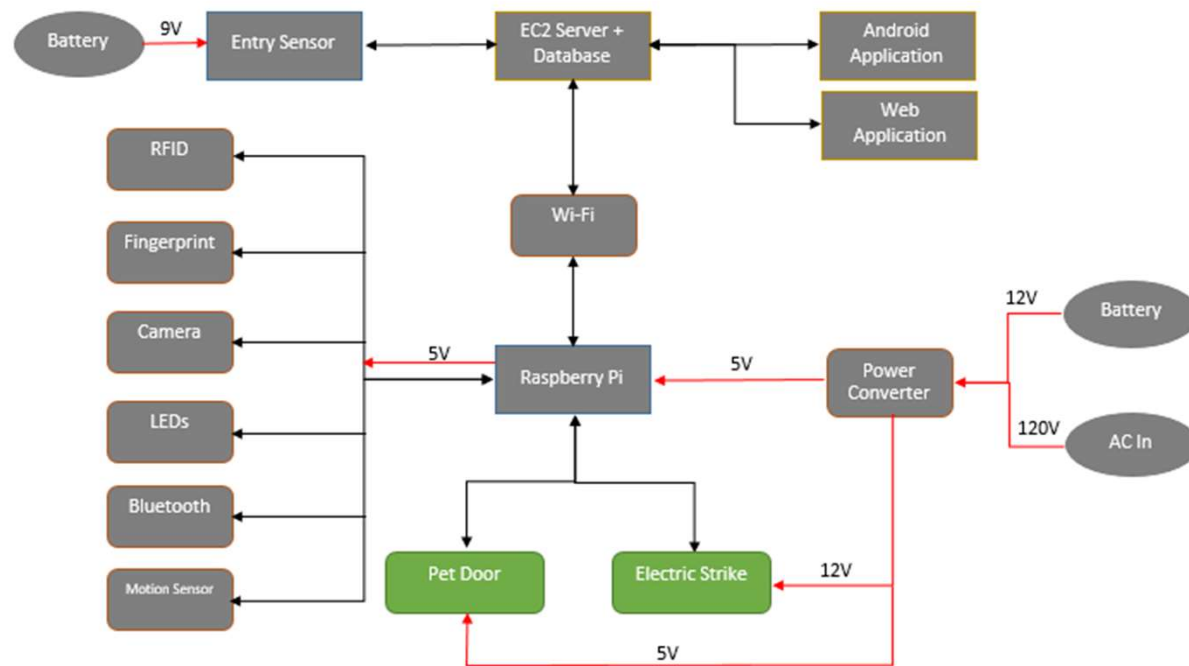 Battery
9V
Entry Sensor
EC2 Server +
Database
Android
Application
Web
Application
RFID
Fingerprint
Camera
LEDs
Bluetooth
Motion Sensor
Wi-Fi
5V
Raspberry Pi
5V
Power
Converter
12V
Battery
120V
AC In
Pet Door
Electric Strike
12V
5V